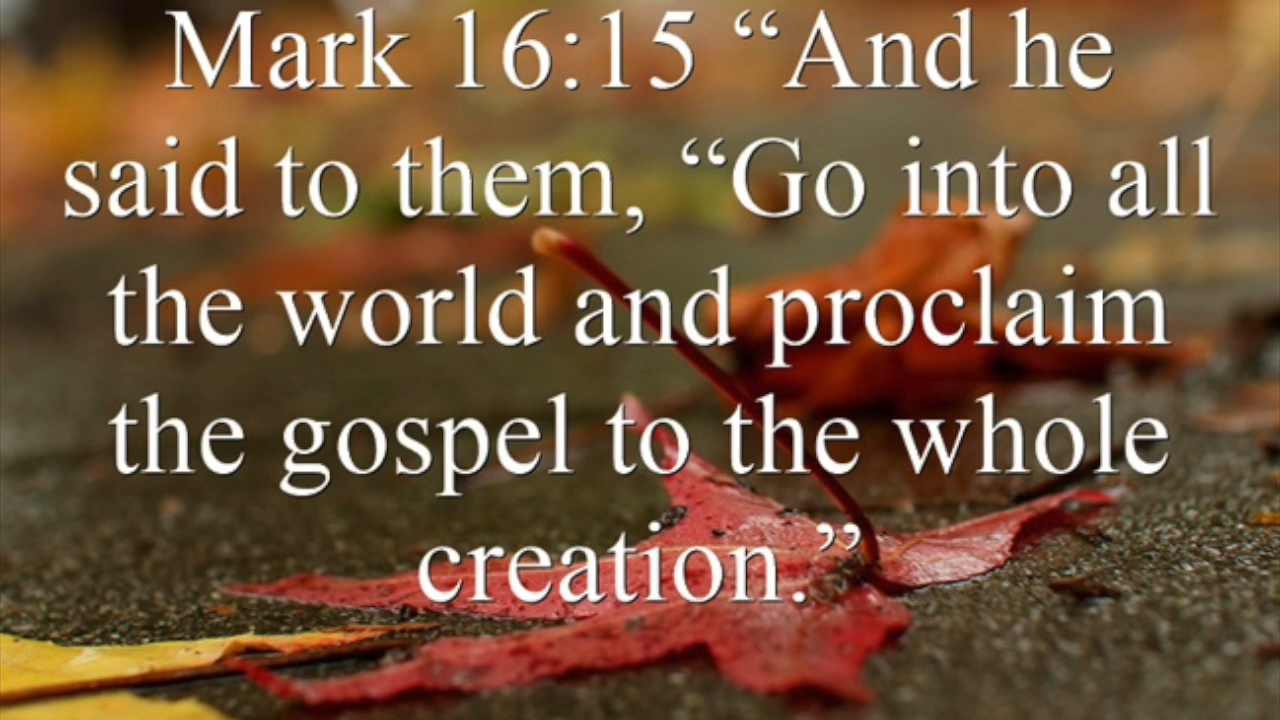 Mark 16:15 “And he
said to them, “Go into all
the world and proclaim
the gospel to the whole
creation.”